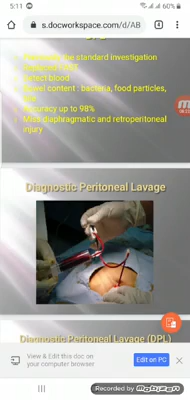 5:11
60%
s.docworkspace.com/d/AB
4
the standard investigation
Detect blood
content : bacteria, food particles,
Accuracy up to 98%
Miss diaphragmatic and retroperitoneal
injury
Diagnostic Peritoneal Lavage
Diagnostic Peritoneal Lavage (DPL)
View & Edit this doc on
your computer browser
Edit on PC
Recorded by Mobizen